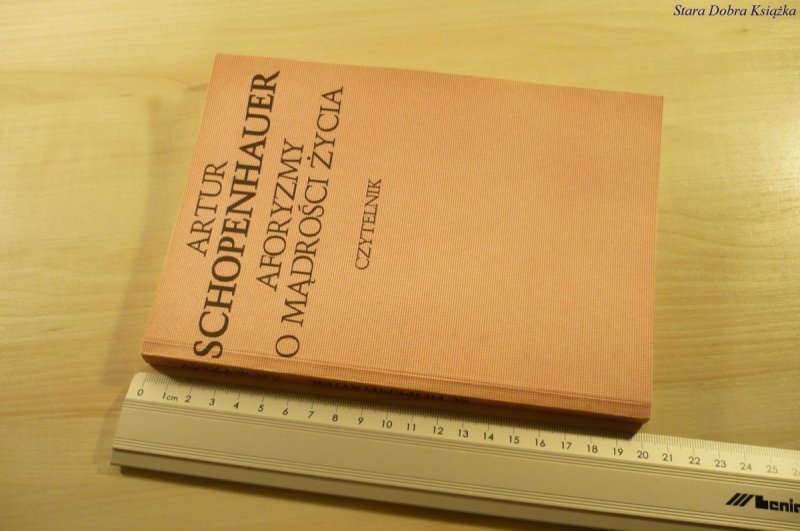 Stara Dobra Książka
ARTUR
SCHOPENHAUER
AFORYZMY
O MĄDROŚCI ŻYCIA
CZYTELNIK
0 1cm 2 3 4 5 6 7 8 9 10 11 12 13 14 15 16 17 18 19 20 21 22 23 24 25